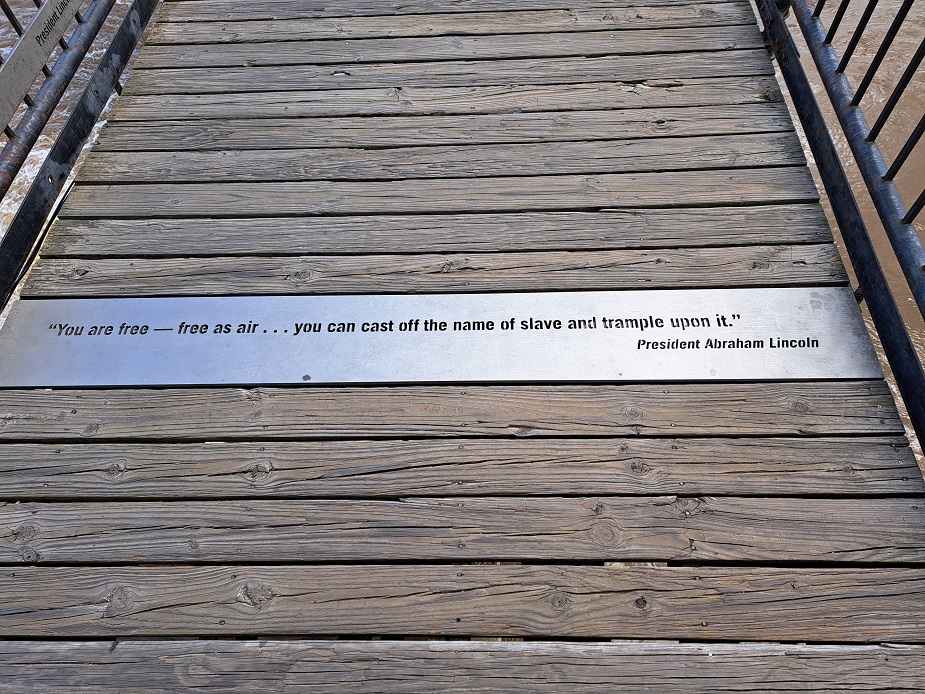 President Linco
“You are free — free as air . . . you can cast off the name of slave and trample upon it.”
President Abraham Lincoln